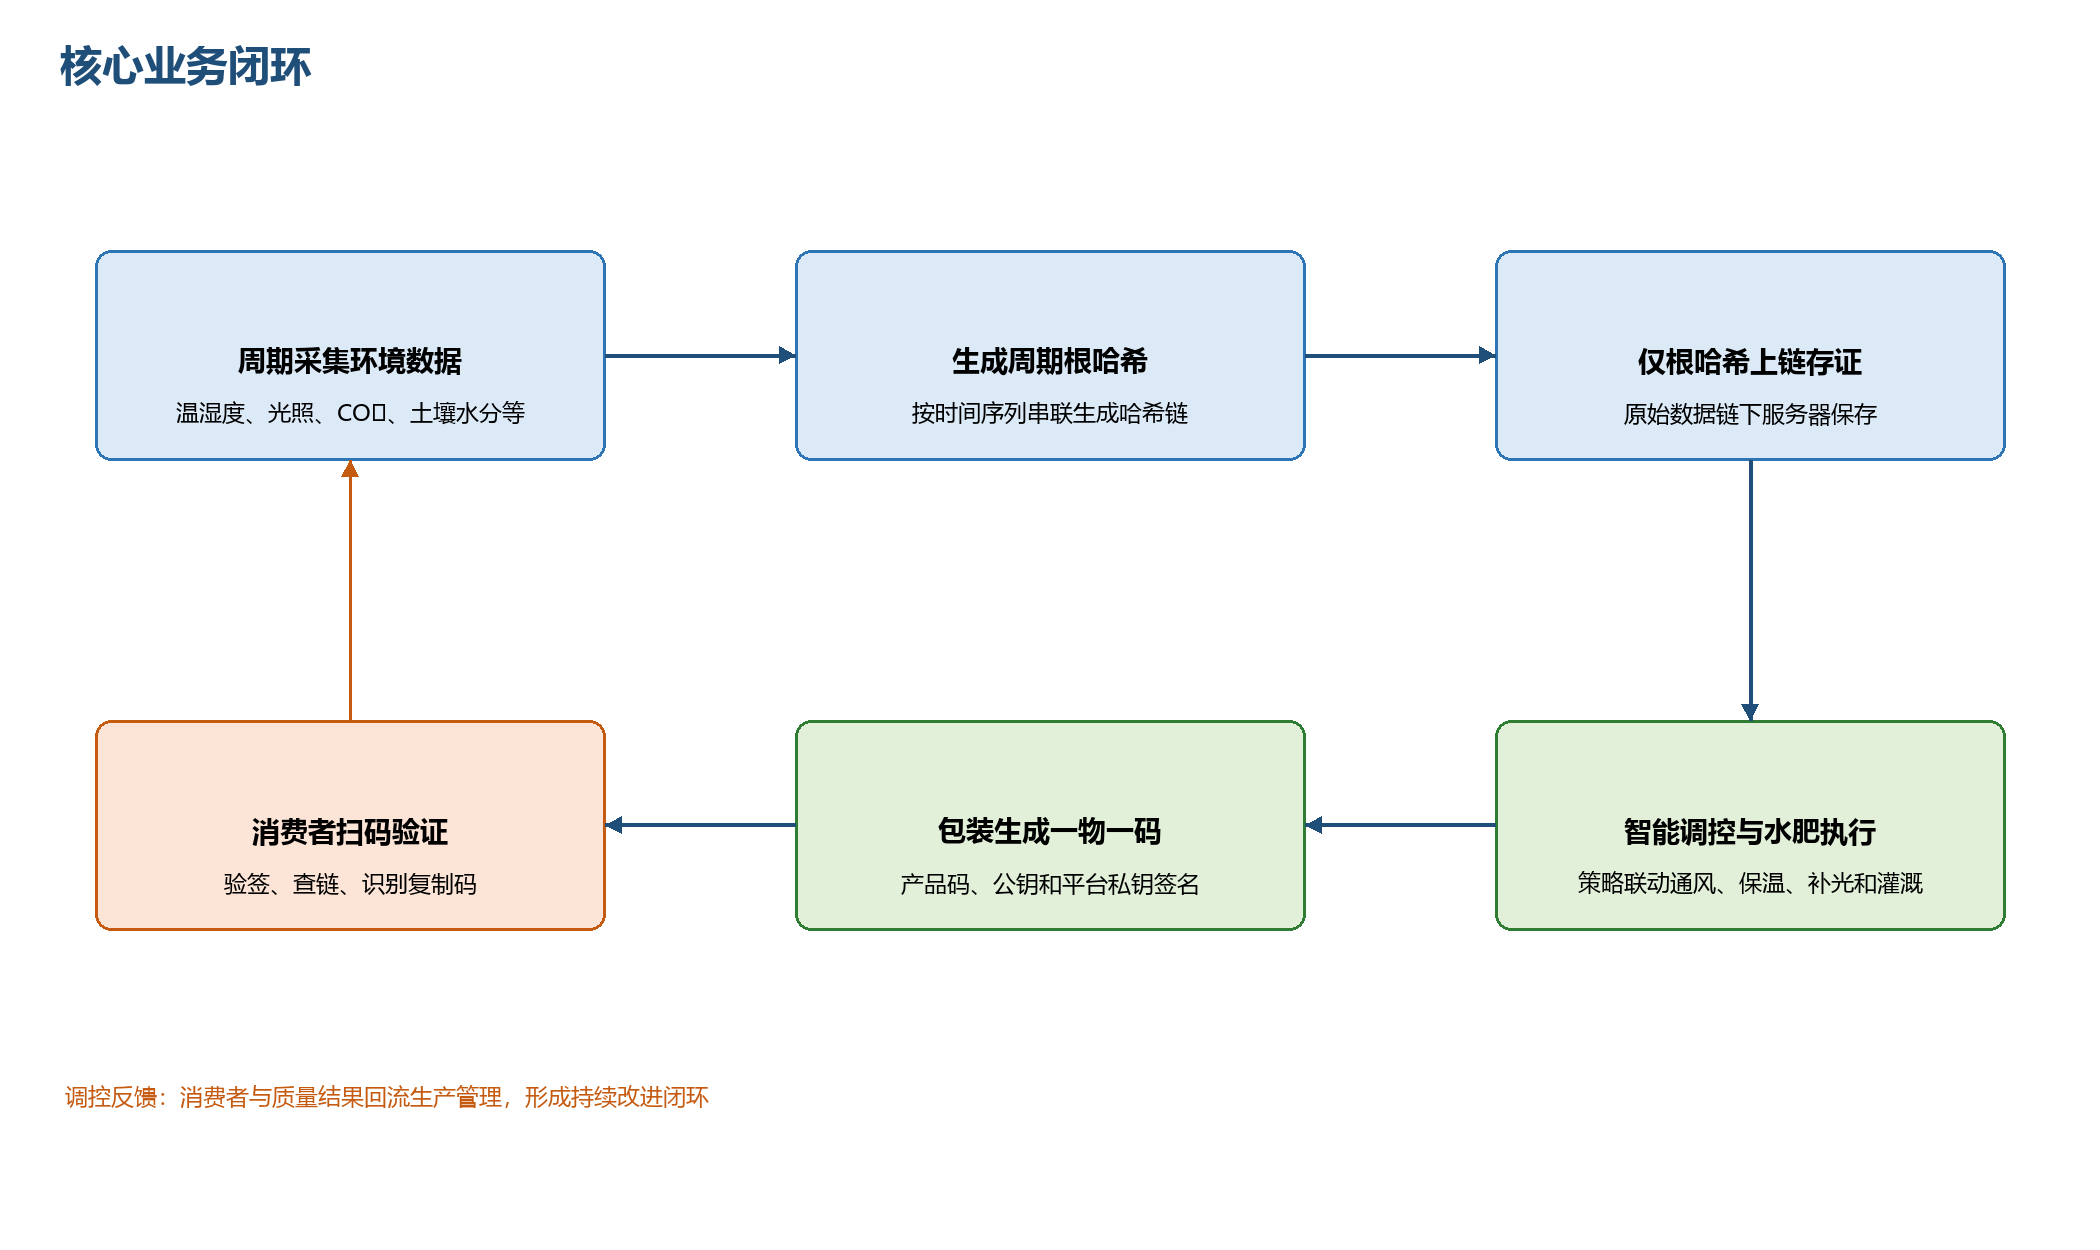 核心业务闭环
周期采集环境数据
温湿度、光照、CO▯、土壤水分等
生成周期根哈希
按时间序列串联生成哈希链
仅根哈希上链存证
原始数据链下服务器保存
消费者扫码验证
验签、查链、识别复制码
包装生成一物一码
产品码、公钥和平台私钥签名
智能调控与水肥执行
策略联动通风、保温、补光和灌溉
调控反馈：消费者与质量结果回流生产管理，形成持续改进闭环